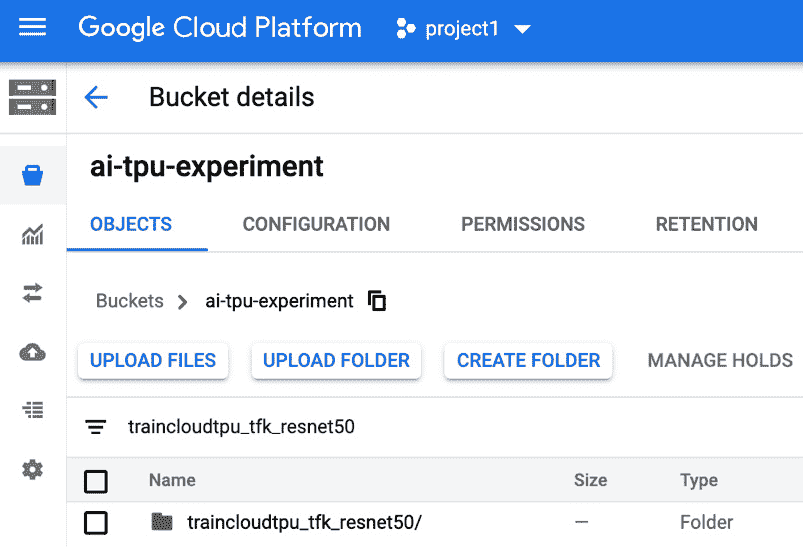 Google Cloud Platform project1
Bucket details
ai-tpu-experiment
OBJECTS CONFIGURATION PERMISSIONS RETENTION
Buckets ai-tpu-experiment
UPLOAD FILES UPLOAD FOLDER CREATE FOLDER MANAGE HOLDS
traincloudtpu_tfk_resnet50
Name Size Type
traincloudtpu_tfk_resnet50/ — Folder